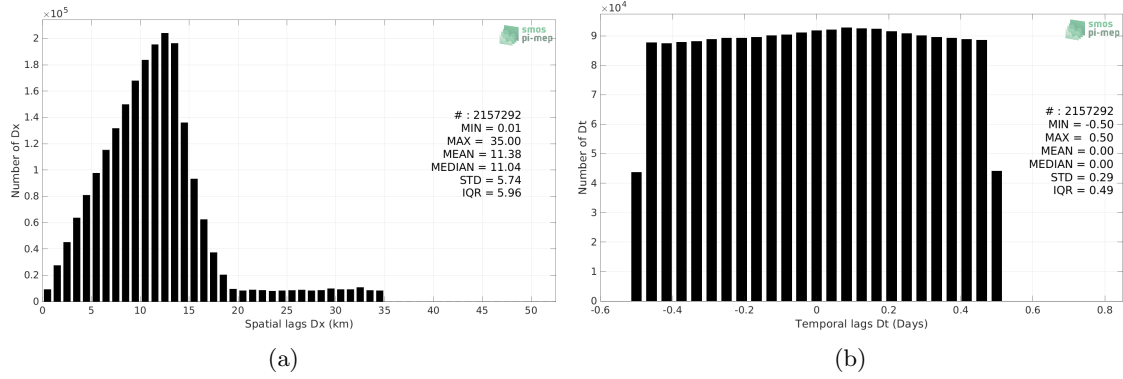 ×10⁵
2
1.8
1.6
1.4
1.2
1
0.8
0.6
0.4
0.2
0
Number of Dx
0 5 10 15 20 25 30 35 40 45 50
Spatial lags Dx (km)
smos
pi-mep
# : 2157292
MIN = 0.01
MAX = 35.00
MEAN = 11.38
MEDIAN = 11.04
STD = 5.74
IQR = 5.96
(a)
×10⁴
9
8
7
6
5
4
3
2
1
0
Number of Dt
-0.6 -0.4 -0.2 0 0.2 0.4 0.6 0.8
Temporal lags Dt (Days)
smos
pi-mep
# : 2157292
MIN = -0.50
MAX = 0.50
MEAN = 0.00
MEDIAN = 0.00
STD = 0.29
IQR = 0.49
(b)